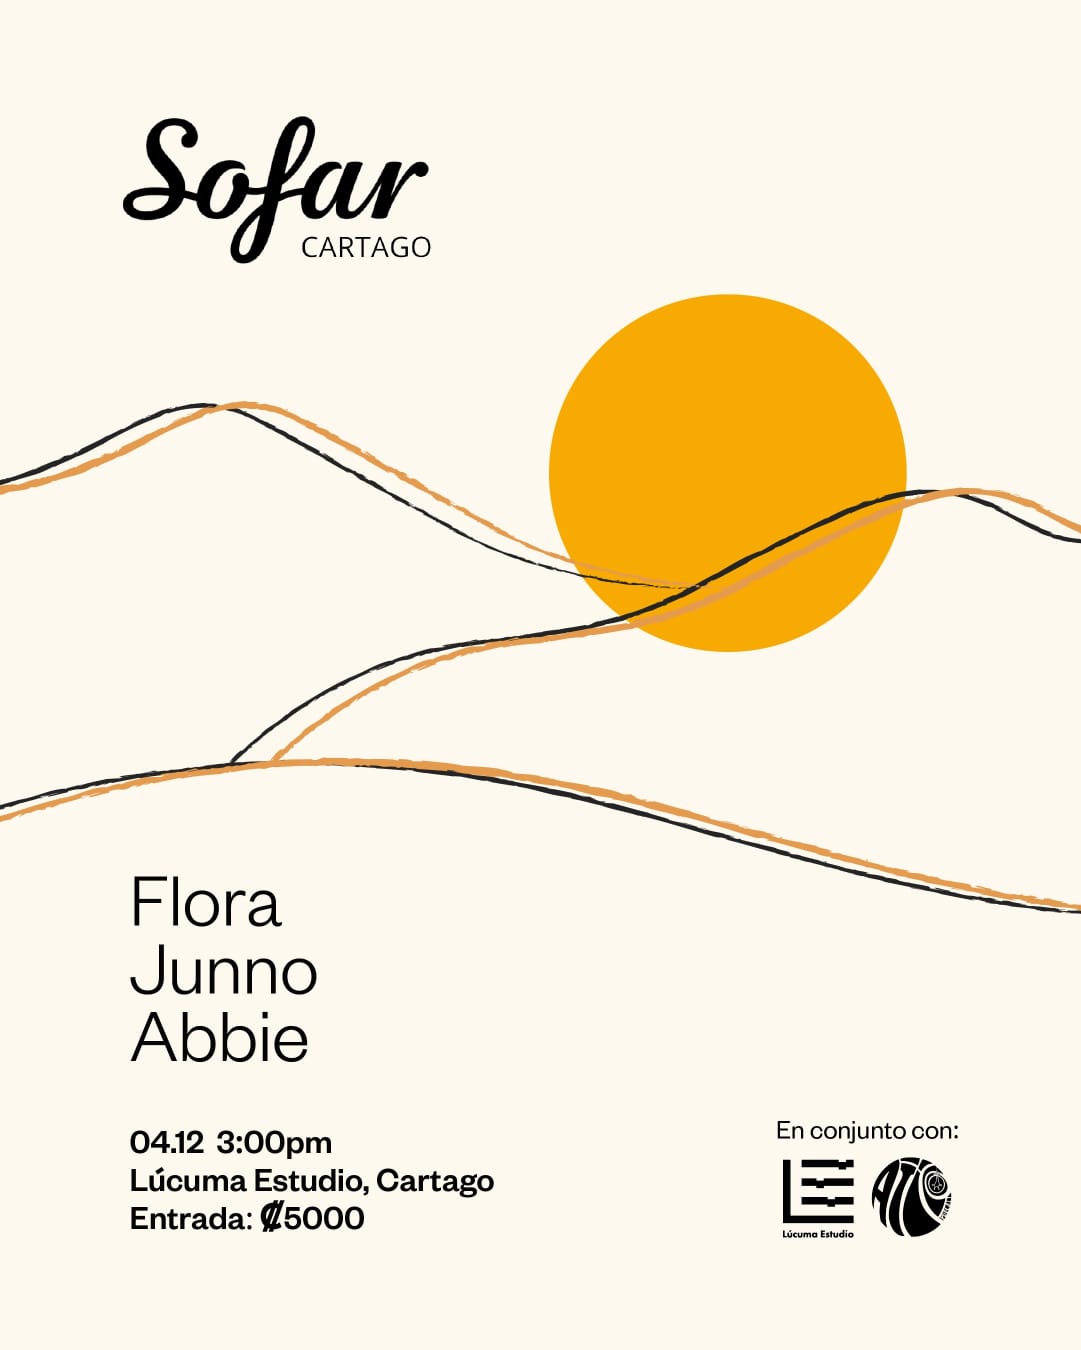 Sofar
CARTAGO
Flora
Junno
Abbie
04.12 3:00pm
Lúcuma Estudio, Cartago
Entrada: ₡5000
En conjunto con:
Lúcuma Estudio